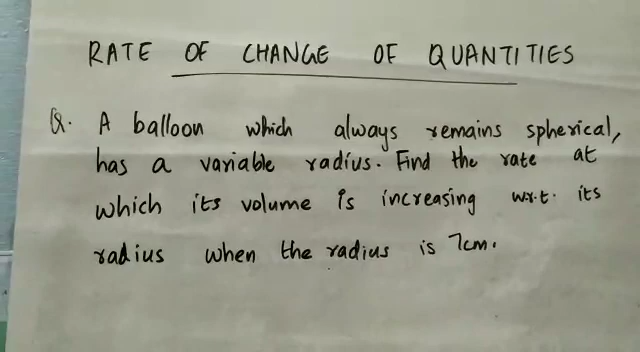 RATE OF CHANGE OF QUANTITIES
Q. A balloon which always remains spherical,
has a variable radius. Find the rate at
which its volume is increasing w.r.t. its
radius when the radius is 7cm.